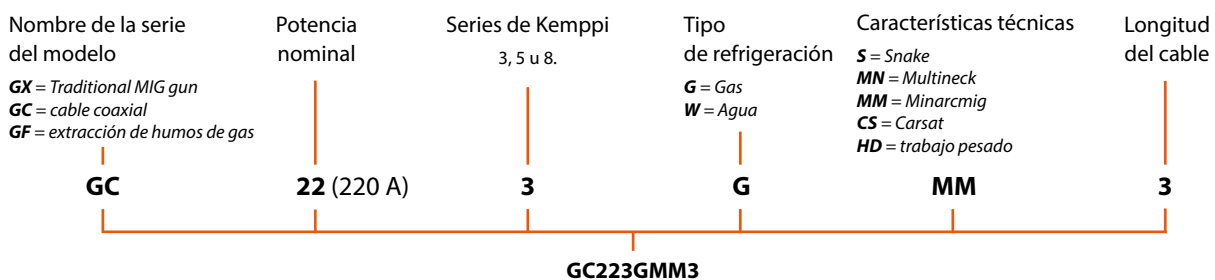 Nombre de la serie
del modelo
GX = Traditional MIG gun
GC = cable coaxial
GF = extracción de humos de gas
Potencia
nominal
Series de Kemppi
3, 5 u 8.
Tipo
de refrigeración
G = Gas
W = Agua
Características técnicas
S = Snake
MN = Multineck
MM = Minarcmig
CS = Carsat
HD = trabajo pesado
Longitud
del cable
GC 22 (220 A) 3 G MM 3
GC223GMM3